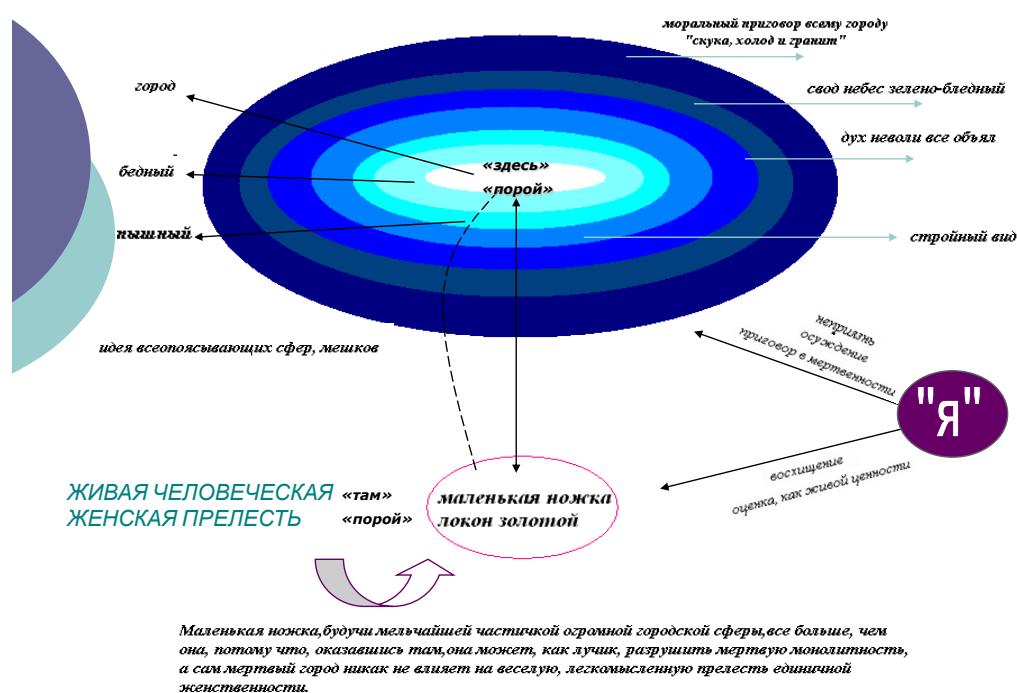 моральный приговор всему городу
"скука, холод и гранит"
город
свод небес зелено-бледный
дух неволи все объял
«здесь»
бедный
«порой»
пышный
стройный вид
идея всеопоясывающих сфер, мешков
неприязнь
осуждение
приговор в мертвенности
"Я"
восхищение
оценка, как живой ценности
ЖИВАЯ ЧЕЛОВЕЧЕСКАЯ
ЖЕНСКАЯ ПРЕЛЕСТЬ
«там»
«порой»
маленькая ножка
локон золотой
Маленькая ножка,будучи мельчайшей частичкой огромной городской сферы,все больше, чем
она, потому что, оказавшись там,она может, как лучик, разрушить мертвую монолитность,
а сам мертвый город никак не влияет на веселую, легкомысленную прелесть единичной
женственности.